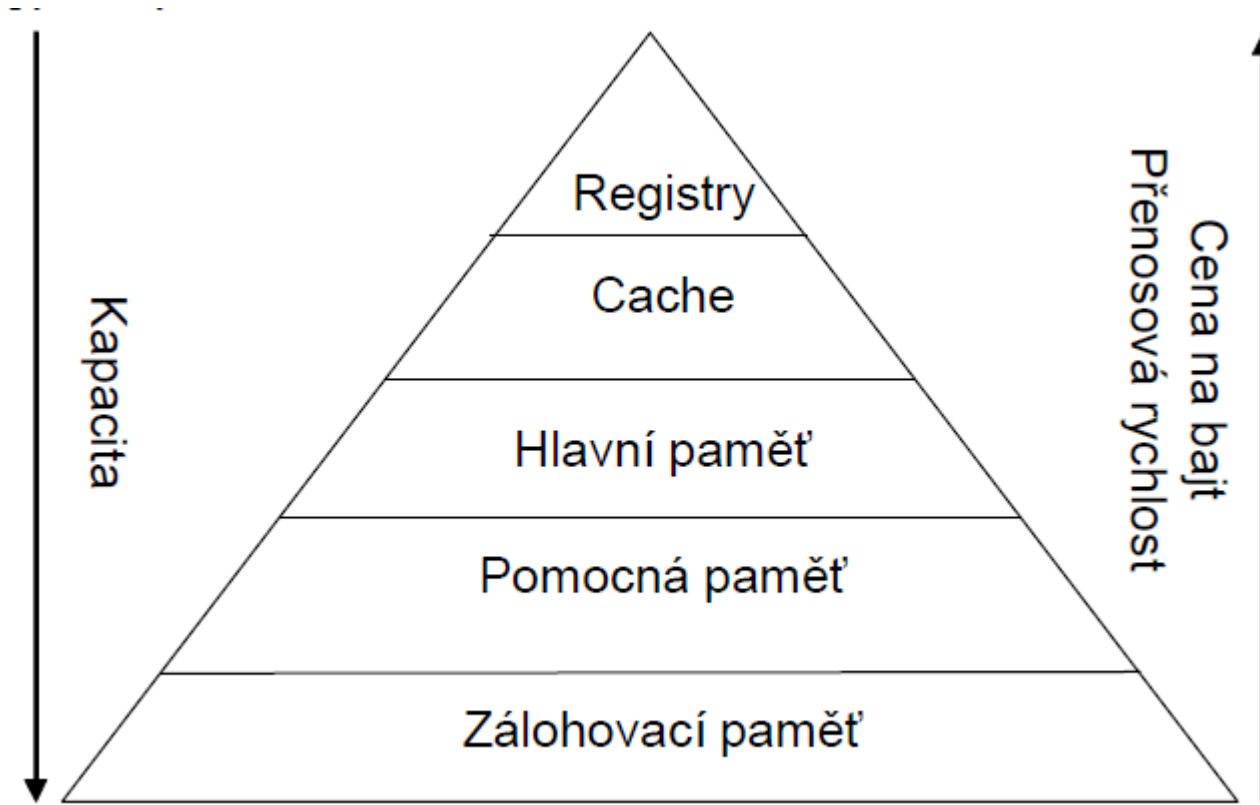 Registry
Cache
Hlavní paměť
Pomocná paměť
Zálohovací paměť
Kapacita
Cena na bajt
Přenosová rychlost